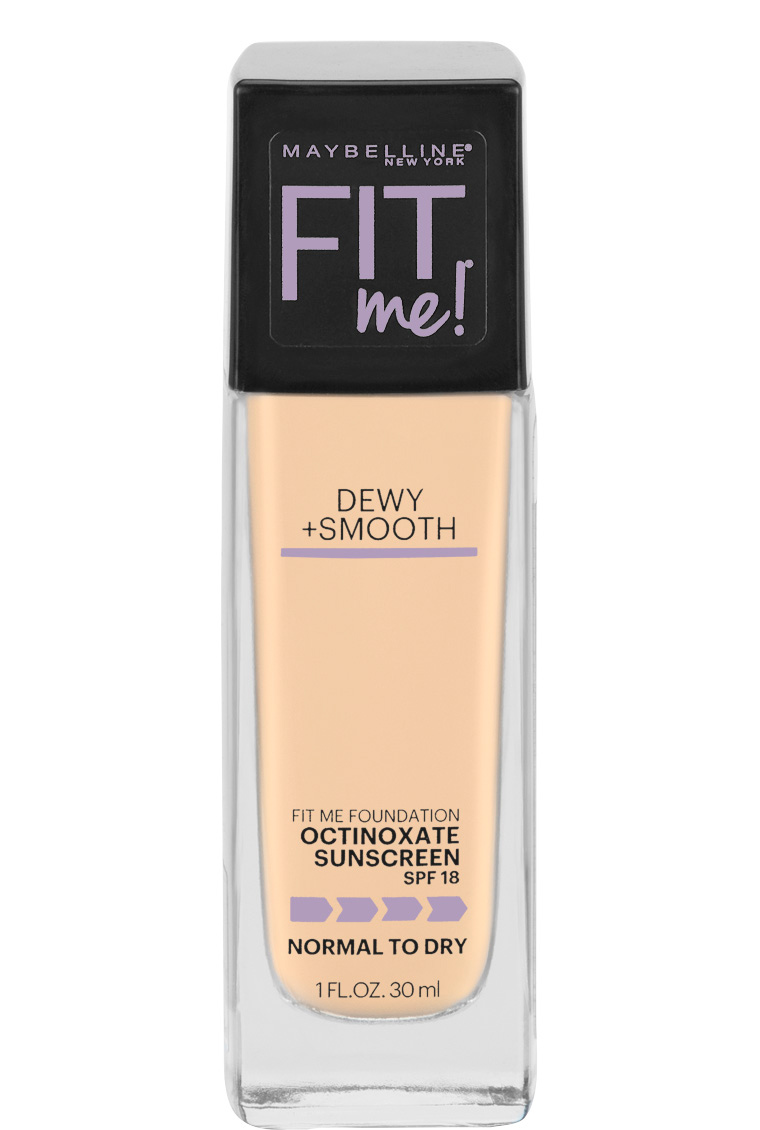 MAYBELLINE®
NEW YORK
FIT
me!
DEWY
+SMOOTH
FIT ME FOUNDATION
OCTINOXATE
SUNSCREEN
SPF 18
NORMAL TO DRY
1 FL.OZ. 30 ml